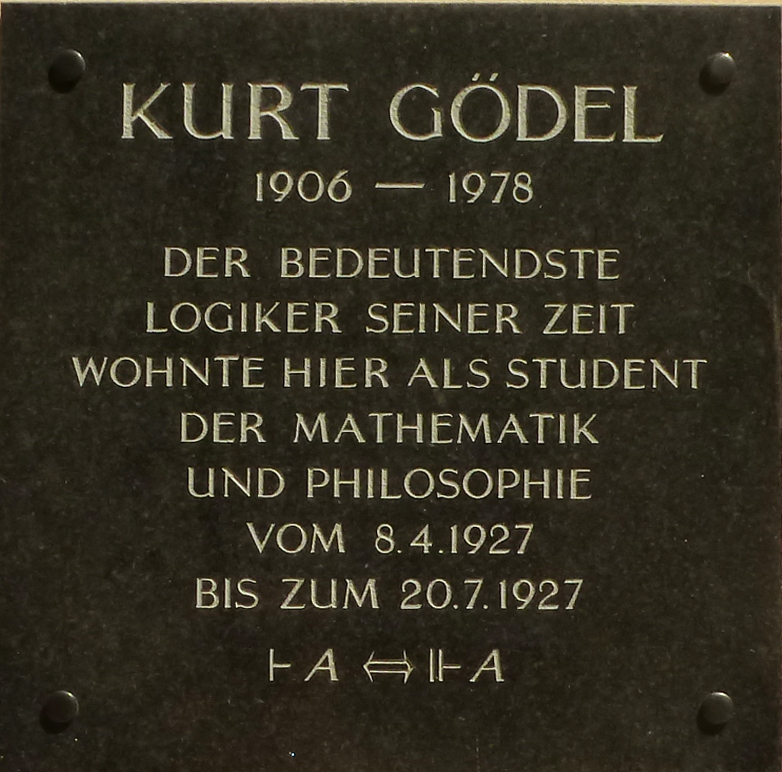 KURT GÖDEL
1906 — 1978
DER BEDEUTENDSTE
LOGIKER SEINER ZEIT
WOHNTE HIER ALS STUDENT
DER MATHEMATIK
UND PHILOSOPHIE
VOM 8.4.1927
BIS ZUM 20.7.1927
⊢ A ⇔ ⊪ A